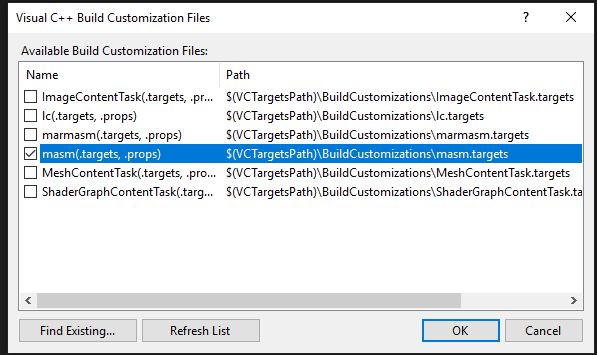 Visual C++ Build Customization Files
Available Build Customization Files:
Name Path
ImageContentTask(.targets, .pr... $(VCTargetsPath)\BuildCustomizations\ImageContentTask.targets
lc(.targets, .props) $(VCTargetsPath)\BuildCustomizations\lc.targets
marmasm(.targets, .props) $(VCTargetsPath)\BuildCustomizations\marmasm.targets
masm(.targets, .props) $(VCTargetsPath)\BuildCustomizations\masm.targets
MeshContentTask(.targets, .pro... $(VCTargetsPath)\BuildCustomizations\MeshContentTask.targets
ShaderGraphContentTask(.targ... $(VCTargetsPath)\BuildCustomizations\ShaderGraphContentTask.ta
Find Existing... Refresh List OK Cancel